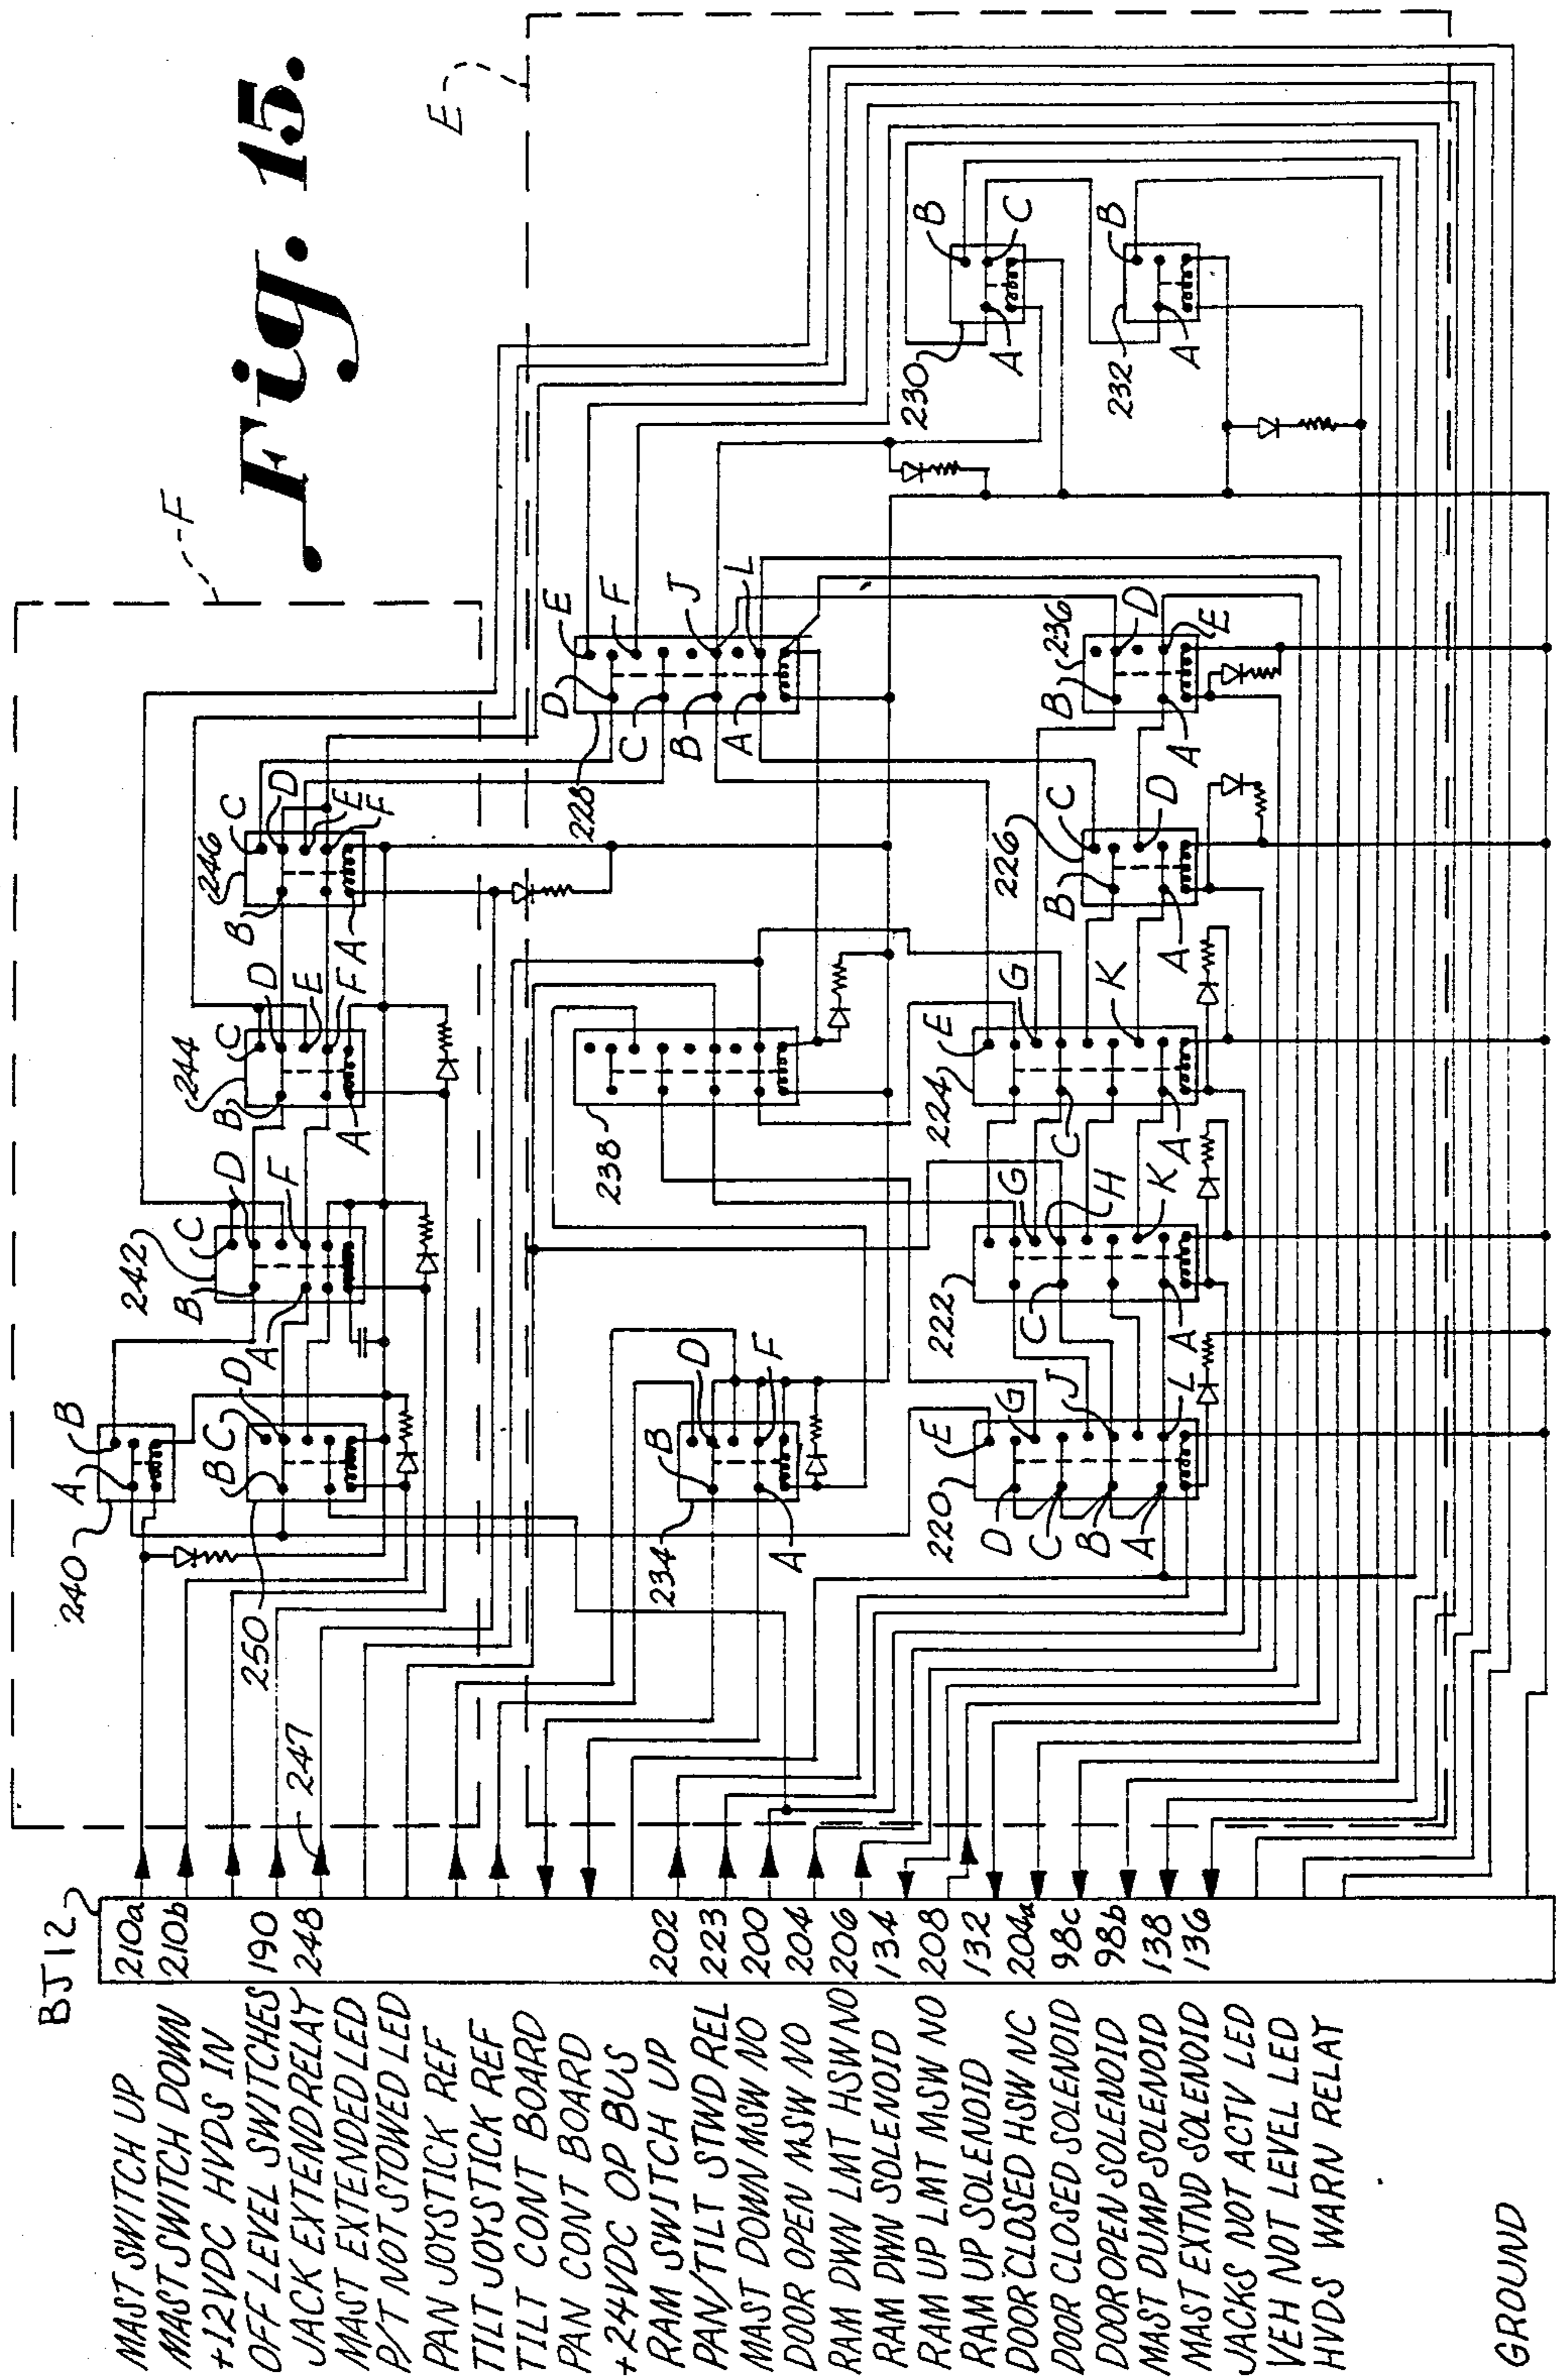 Fig. 15.
BJ12
MAST SWITCH UP 210a
MAST SWITCH DOWN 210b
+12VDC HVDS IN
OFF LEVEL SWITCHES 190
JACK EXTEND RELAT 248
MAST EXTENDED LED
P/T NOT STOWED LED
PAN JOYSTICK REF
TILT JOYSTICK REF
TILT CONT BOARD
PAN CONT BOARD
+24VDC OP BUS
RAM SWITCH UP 202
PAN/TILT STWD REL 223
MAST DOWN MSW NO 200
DOOR OPEN MSW NO 204
RAM DWN LMT HSW NO 206
RAM DWN SOLENOID 134
RAM UP LMT MSW NO 208
RAM UP SOLENOID 132
DOOR CLOSED HSW NC 204a
DOOR CLOSED SOLENOID 98c
DOOR OPEN SOLENOID 98b
MAST DUMP SOLENOID 138
MAST EXTND SOLENOID 136
JACKS NOT ACTV LED
VEH NOT LEVEL LED
HVDS WARN RELAT
GROUND
247
F
E
240
A
B
250
B
C
D
242
B
C
D
A
F
244
B
C
D
E
F
A
246
B
C
D
E
F
A
234
B
D
A
F
238
228
D
E
F
C
B
J
A
L
220
E
D
G
C
B
J
A
L
222
G
C
H
K
A
224
E
G
C
K
A
226
B
C
D
A
236
B
D
A
E
230
B
C
A
232
B
A